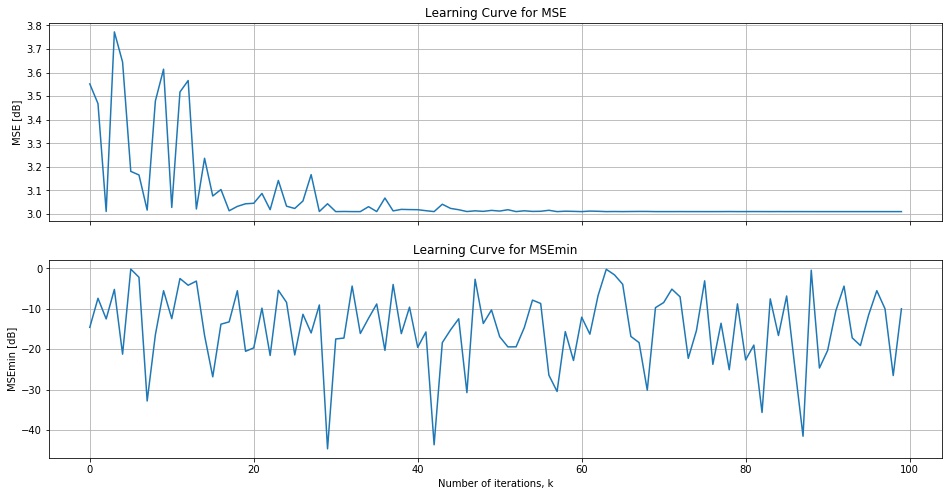 Learning Curve for MSE
MSE [dB]
3.8
3.7
3.6
3.5
3.4
3.3
3.2
3.1
3.0
Learning Curve for MSEmin
MSEmin [dB]
0
−10
−20
−30
−40
0 20 40 60 80 100
Number of iterations, k